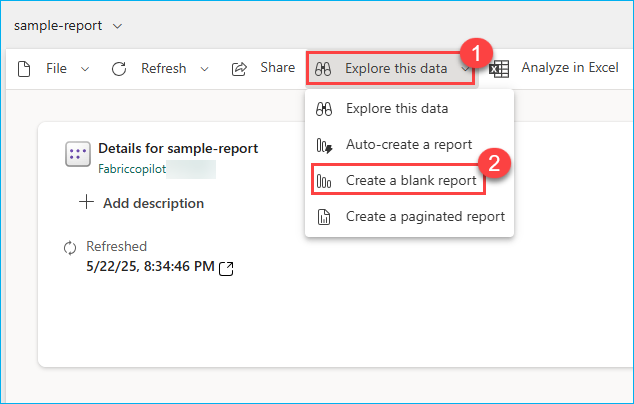 sample-report
File
Refresh
Share
Explore this data
1
Analyze in Excel
Explore this data
Auto-create a report
Create a blank report
2
Create a paginated report
Details for sample-report
Fabriccopilot
Add description
Refreshed
5/22/25, 8:34:46 PM